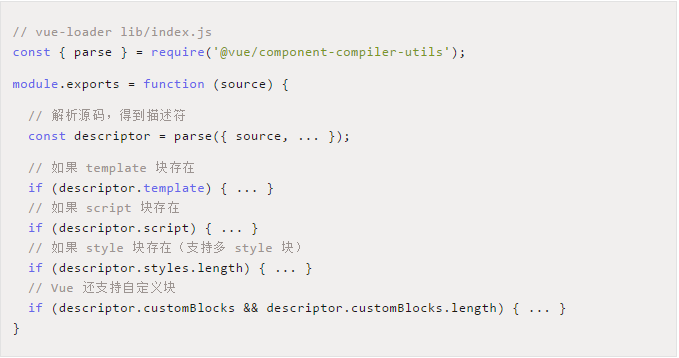 // vue-loader lib/index.js
const { parse } = require('@vue/component-compiler-utils');
module.exports = function (source) {
// 解析源码，得到描述符
const descriptor = parse({ source, ... });
// 如果 template 块存在
if (descriptor.template) { ... }
// 如果 script 块存在
if (descriptor.script) { ... }
// 如果 style 块存在（支持多 style 块）
if (descriptor.styles.length) { ... }
// Vue 还支持自定义块
if (descriptor.customBlocks && descriptor.customBlocks.length) { ... }
}